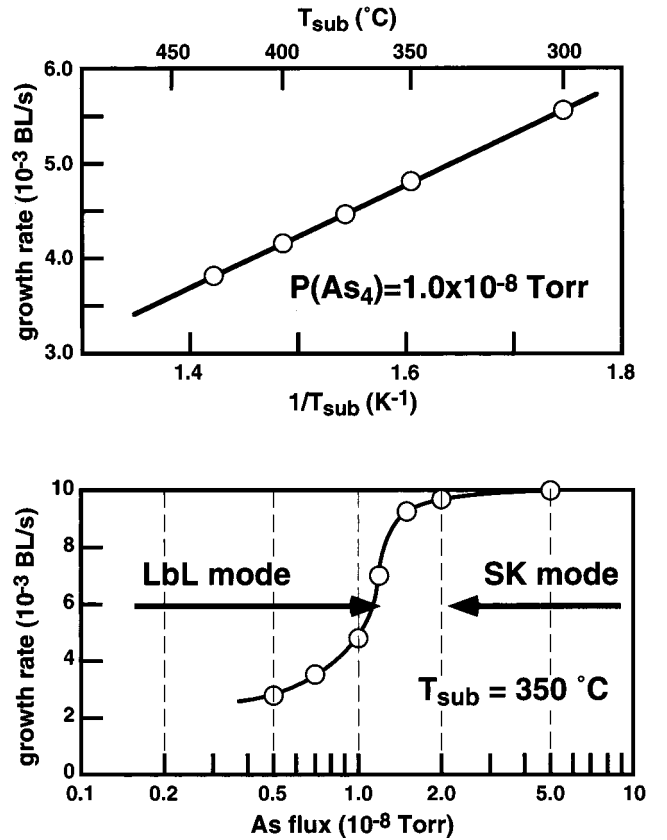 T_sub (˚C)
450 400 350 300
6.0
5.0
4.0
3.0
growth rate (10⁻³ BL/s)
P(As₄)=1.0x10⁻⁸ Torr
1.4 1.6 1.8
1/T_sub (K⁻¹)
10
8
6
4
2
0
growth rate (10⁻³ BL/s)
LbL mode
SK mode
T_sub = 350 ˚C
0.1 0.2 0.5 1.0 2.0 5.0 10
As flux (10⁻⁸ Torr)